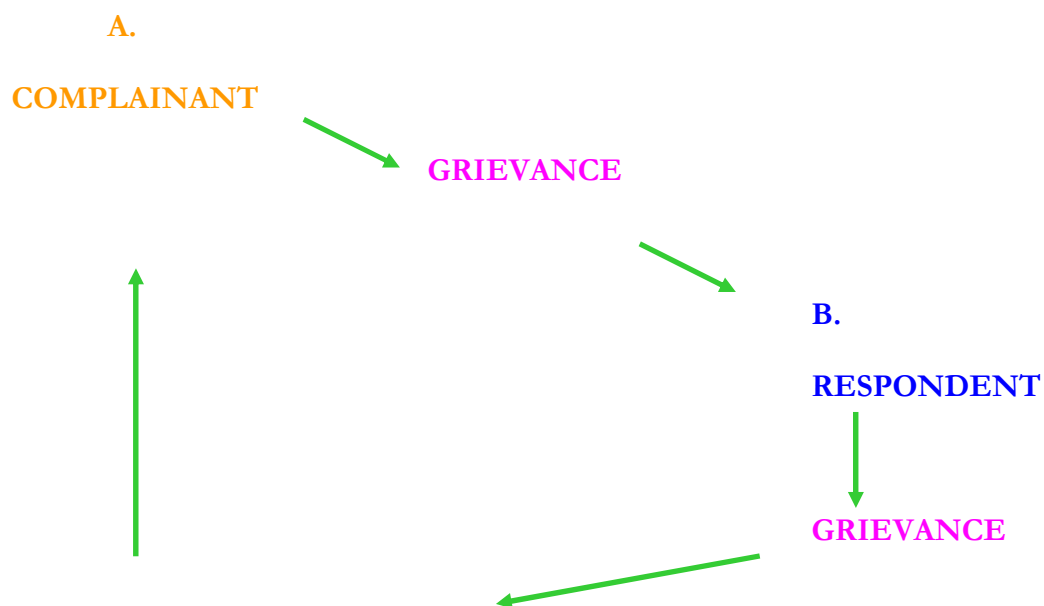 A.
COMPLAINANT
GRIEVANCE
B.
RESPONDENT
GRIEVANCE